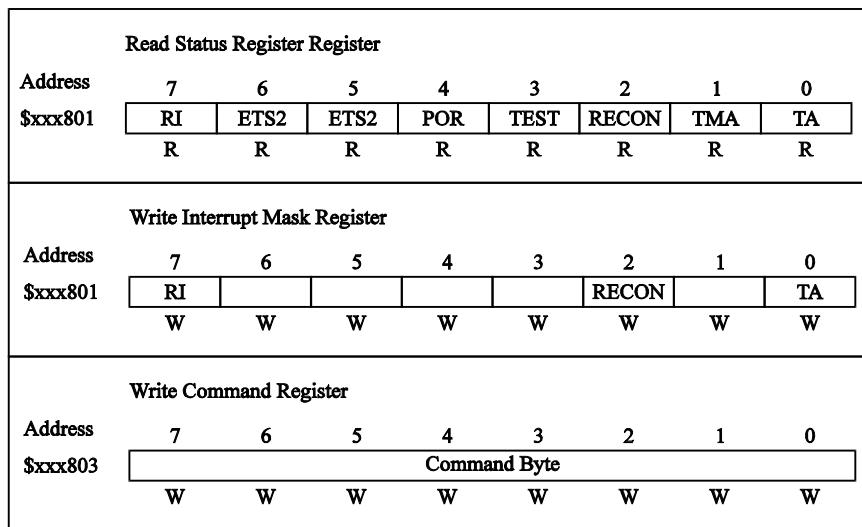 Read Status Register Register
Address 7 6 5 4 3 2 1 0
$xxx801 RI ETS2 ETS2 POR TEST RECON TMA TA
R R R R R R R R
Write Interrupt Mask Register
Address 7 6 5 4 3 2 1 0
$xxx801 RI RECON TA
W W W W W W W W
Write Command Register
Address 7 6 5 4 3 2 1 0
$xxx803 Command Byte
W W W W W W W W